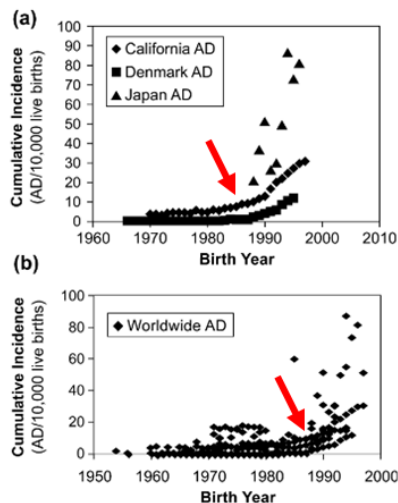 (a)
Cumulative Incidence
(AD/10,000 live births)
100
90
80
70
60
50
40
30
20
10
0
California AD
Denmark AD
Japan AD
1960 1970 1980 1990 2000 2010
Birth Year
(b)
Cumulative Incidence
(AD/10,000 live births)
100
80
60
40
20
0
Worldwide AD
1950 1960 1970 1980 1990 2000
Birth Year